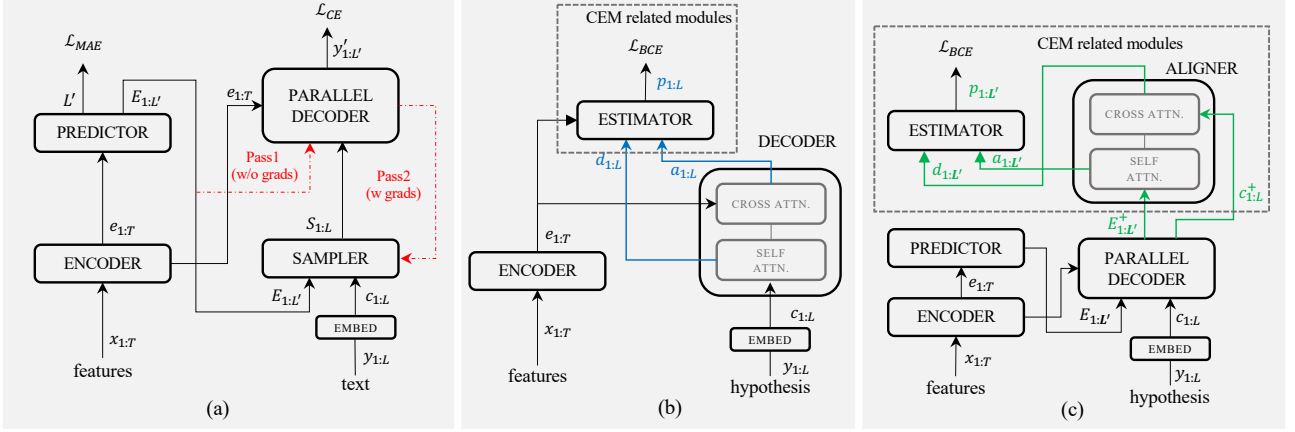 ℒ_MAE
L′
E_{1:L′}
PREDICTOR
e_{1:T}
ENCODER
x_{1:T}
features
ℒ_CE
y′_{1:L′}
e_{1:T}
PARALLEL
DECODER
Pass1
(w/o grads)
Pass2
(w grads)
S_{1:L}
SAMPLER
E_{1:L′}
c_{1:L}
EMBED
y_{1:L}
text
(a)
CEM related modules
ℒ_BCE
p_{1:L}
ESTIMATOR
d_{1:L}
a_{1:L}
DECODER
CROSS ATTN.
SELF
ATTN.
e_{1:T}
ENCODER
x_{1:T}
features
c_{1:L}
EMBED
y_{1:L}
hypothesis
(b)
CEM related modules
ℒ_BCE
p_{1:L′}
ESTIMATOR
d_{1:L′}
a_{1:L′}
ALIGNER
CROSS ATTN.
SELF
ATTN.
E⁺_{1:L′}
c⁺_{1:L}
PREDICTOR
e_{1:T}
ENCODER
x_{1:T}
features
PARALLEL
DECODER
E_{1:L′}
c_{1:L}
EMBED
y_{1:L}
hypothesis
(c)